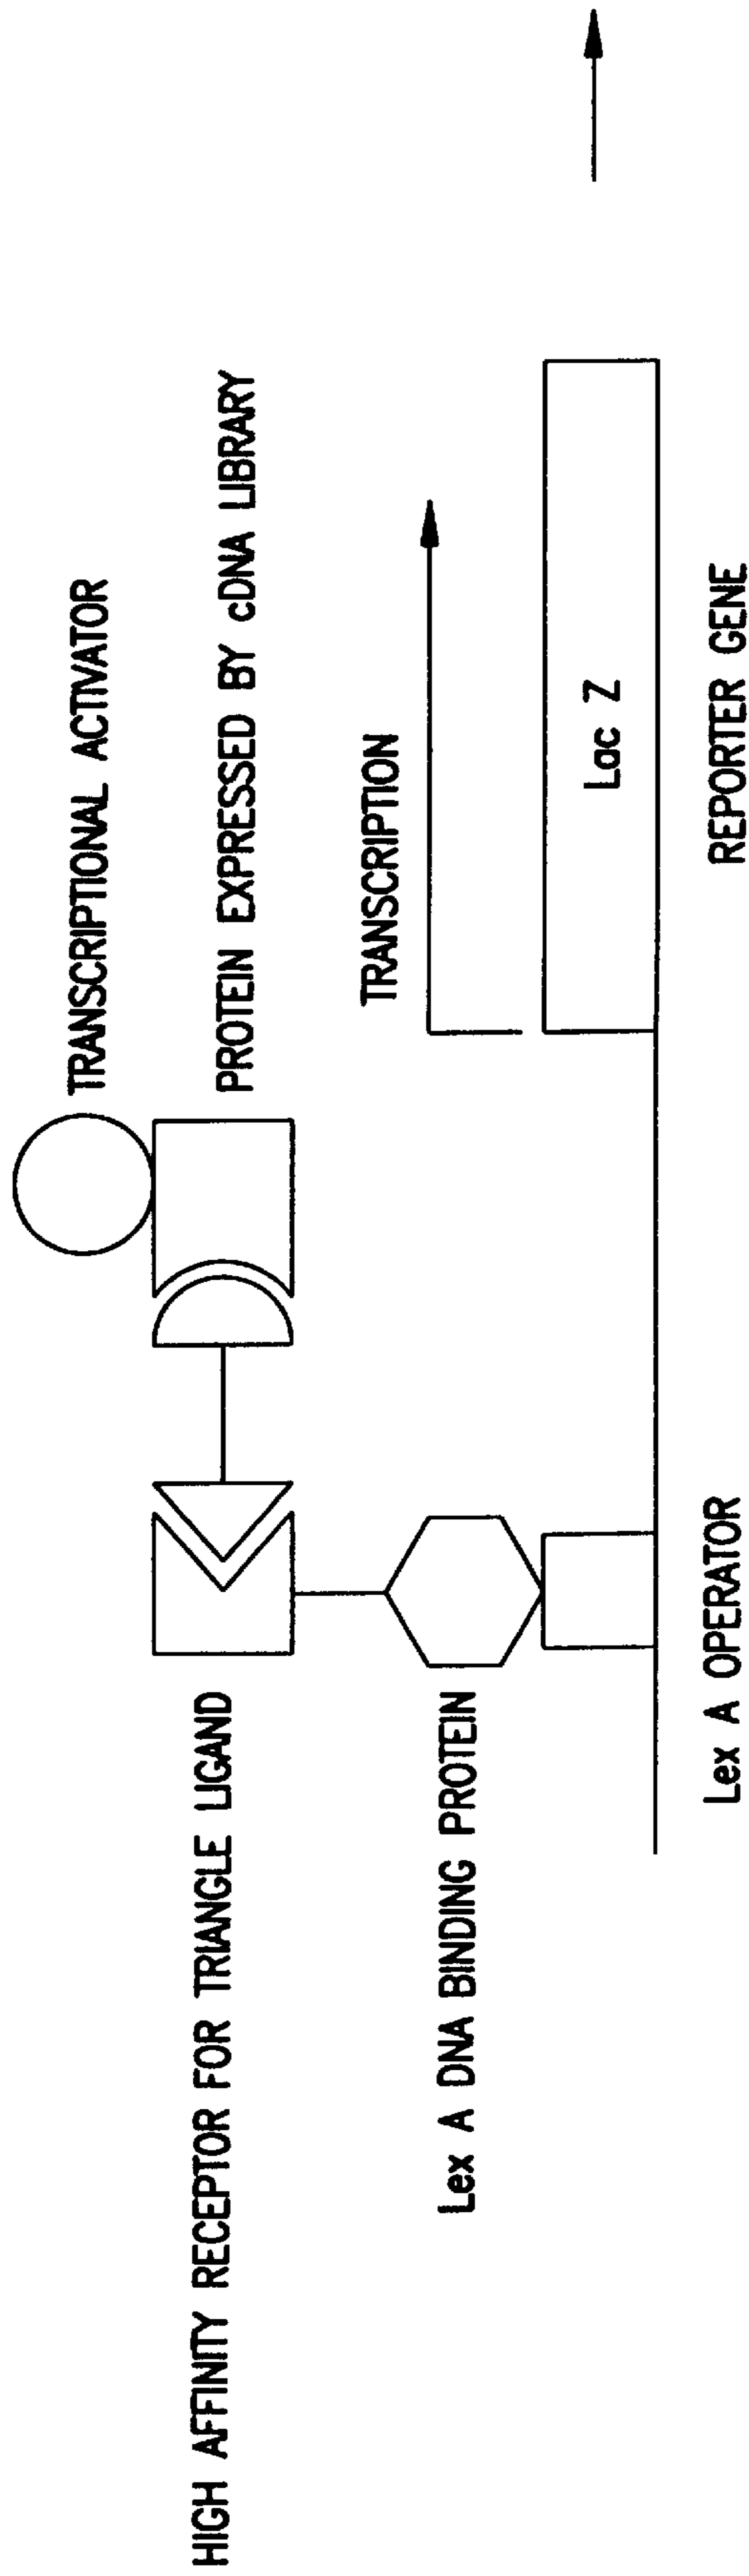 TRANSCRIPTIONAL ACTIVATOR
HIGH AFFINITY RECEPTOR FOR TRIANGLE LIGAND
PROTEIN EXPRESSED BY cDNA LIBRARY
TRANSCRIPTION
Lex A DNA BINDING PROTEIN
Lac Z
Lex A OPERATOR
REPORTER GENE